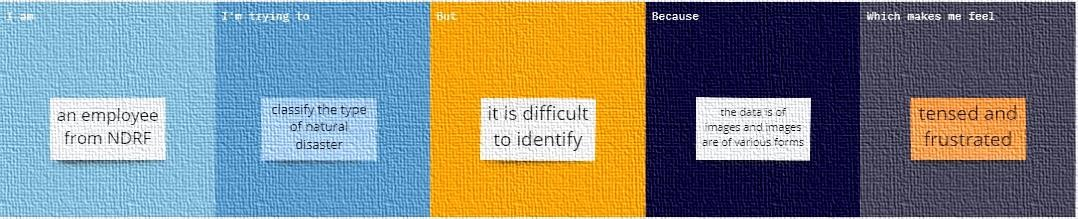 I am
an employee
from NDRF
I'm trying to
classify the type
of natural
disaster
But
it is difficult
to identify
Because
the data is of
images and images
are of various forms
Which makes me feel
tensed and
frustrated